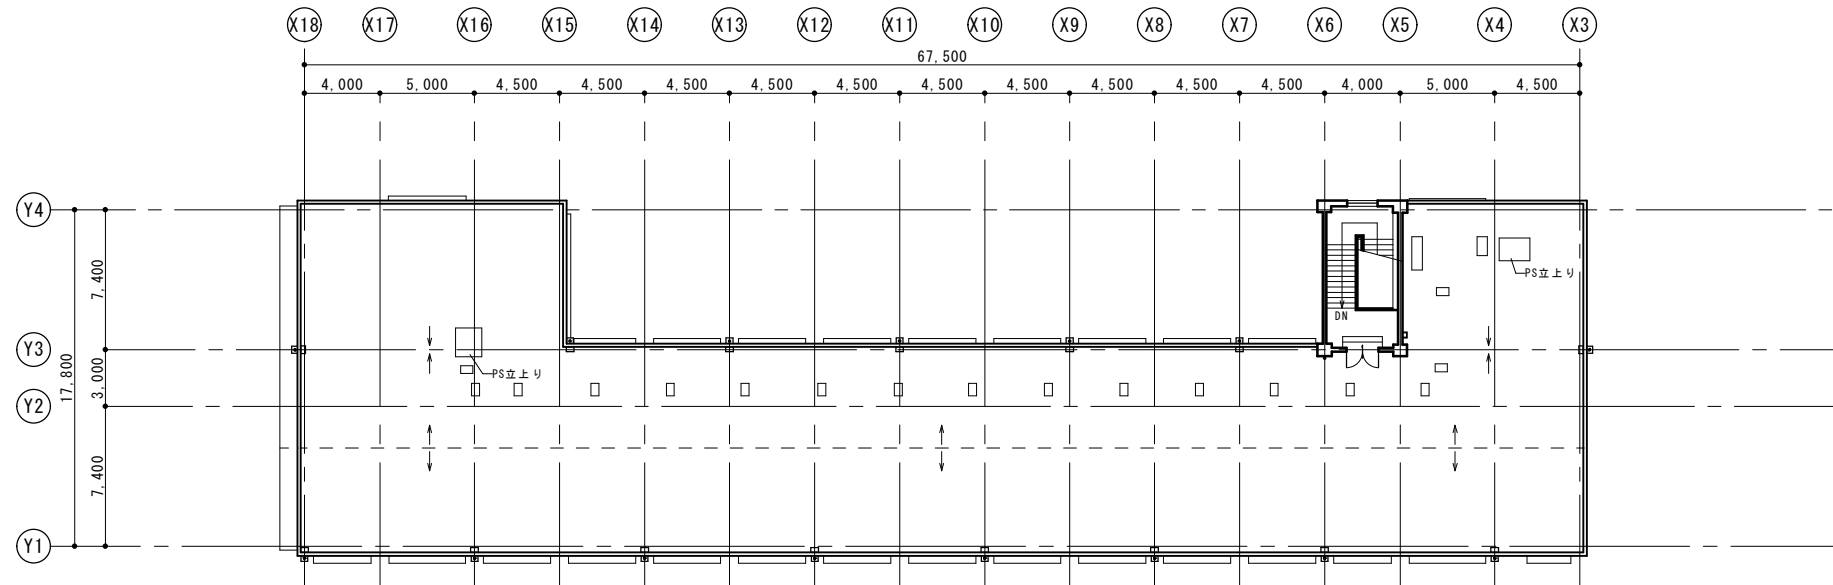 X18 X17 X16 X15 X14 X13 X12 X11 X10 X9 X8 X7 X6 X5 X4 X3
67,500
4,000 5,000 4,500 4,500 4,500 4,500 4,500 4,500 4,500 4,500 4,500 4,500 4,000 5,000 4,500
Y4
7,400
PS立上り
DN
Y3
17,800
3,000
PS立上り
Y2
7,400
Y1